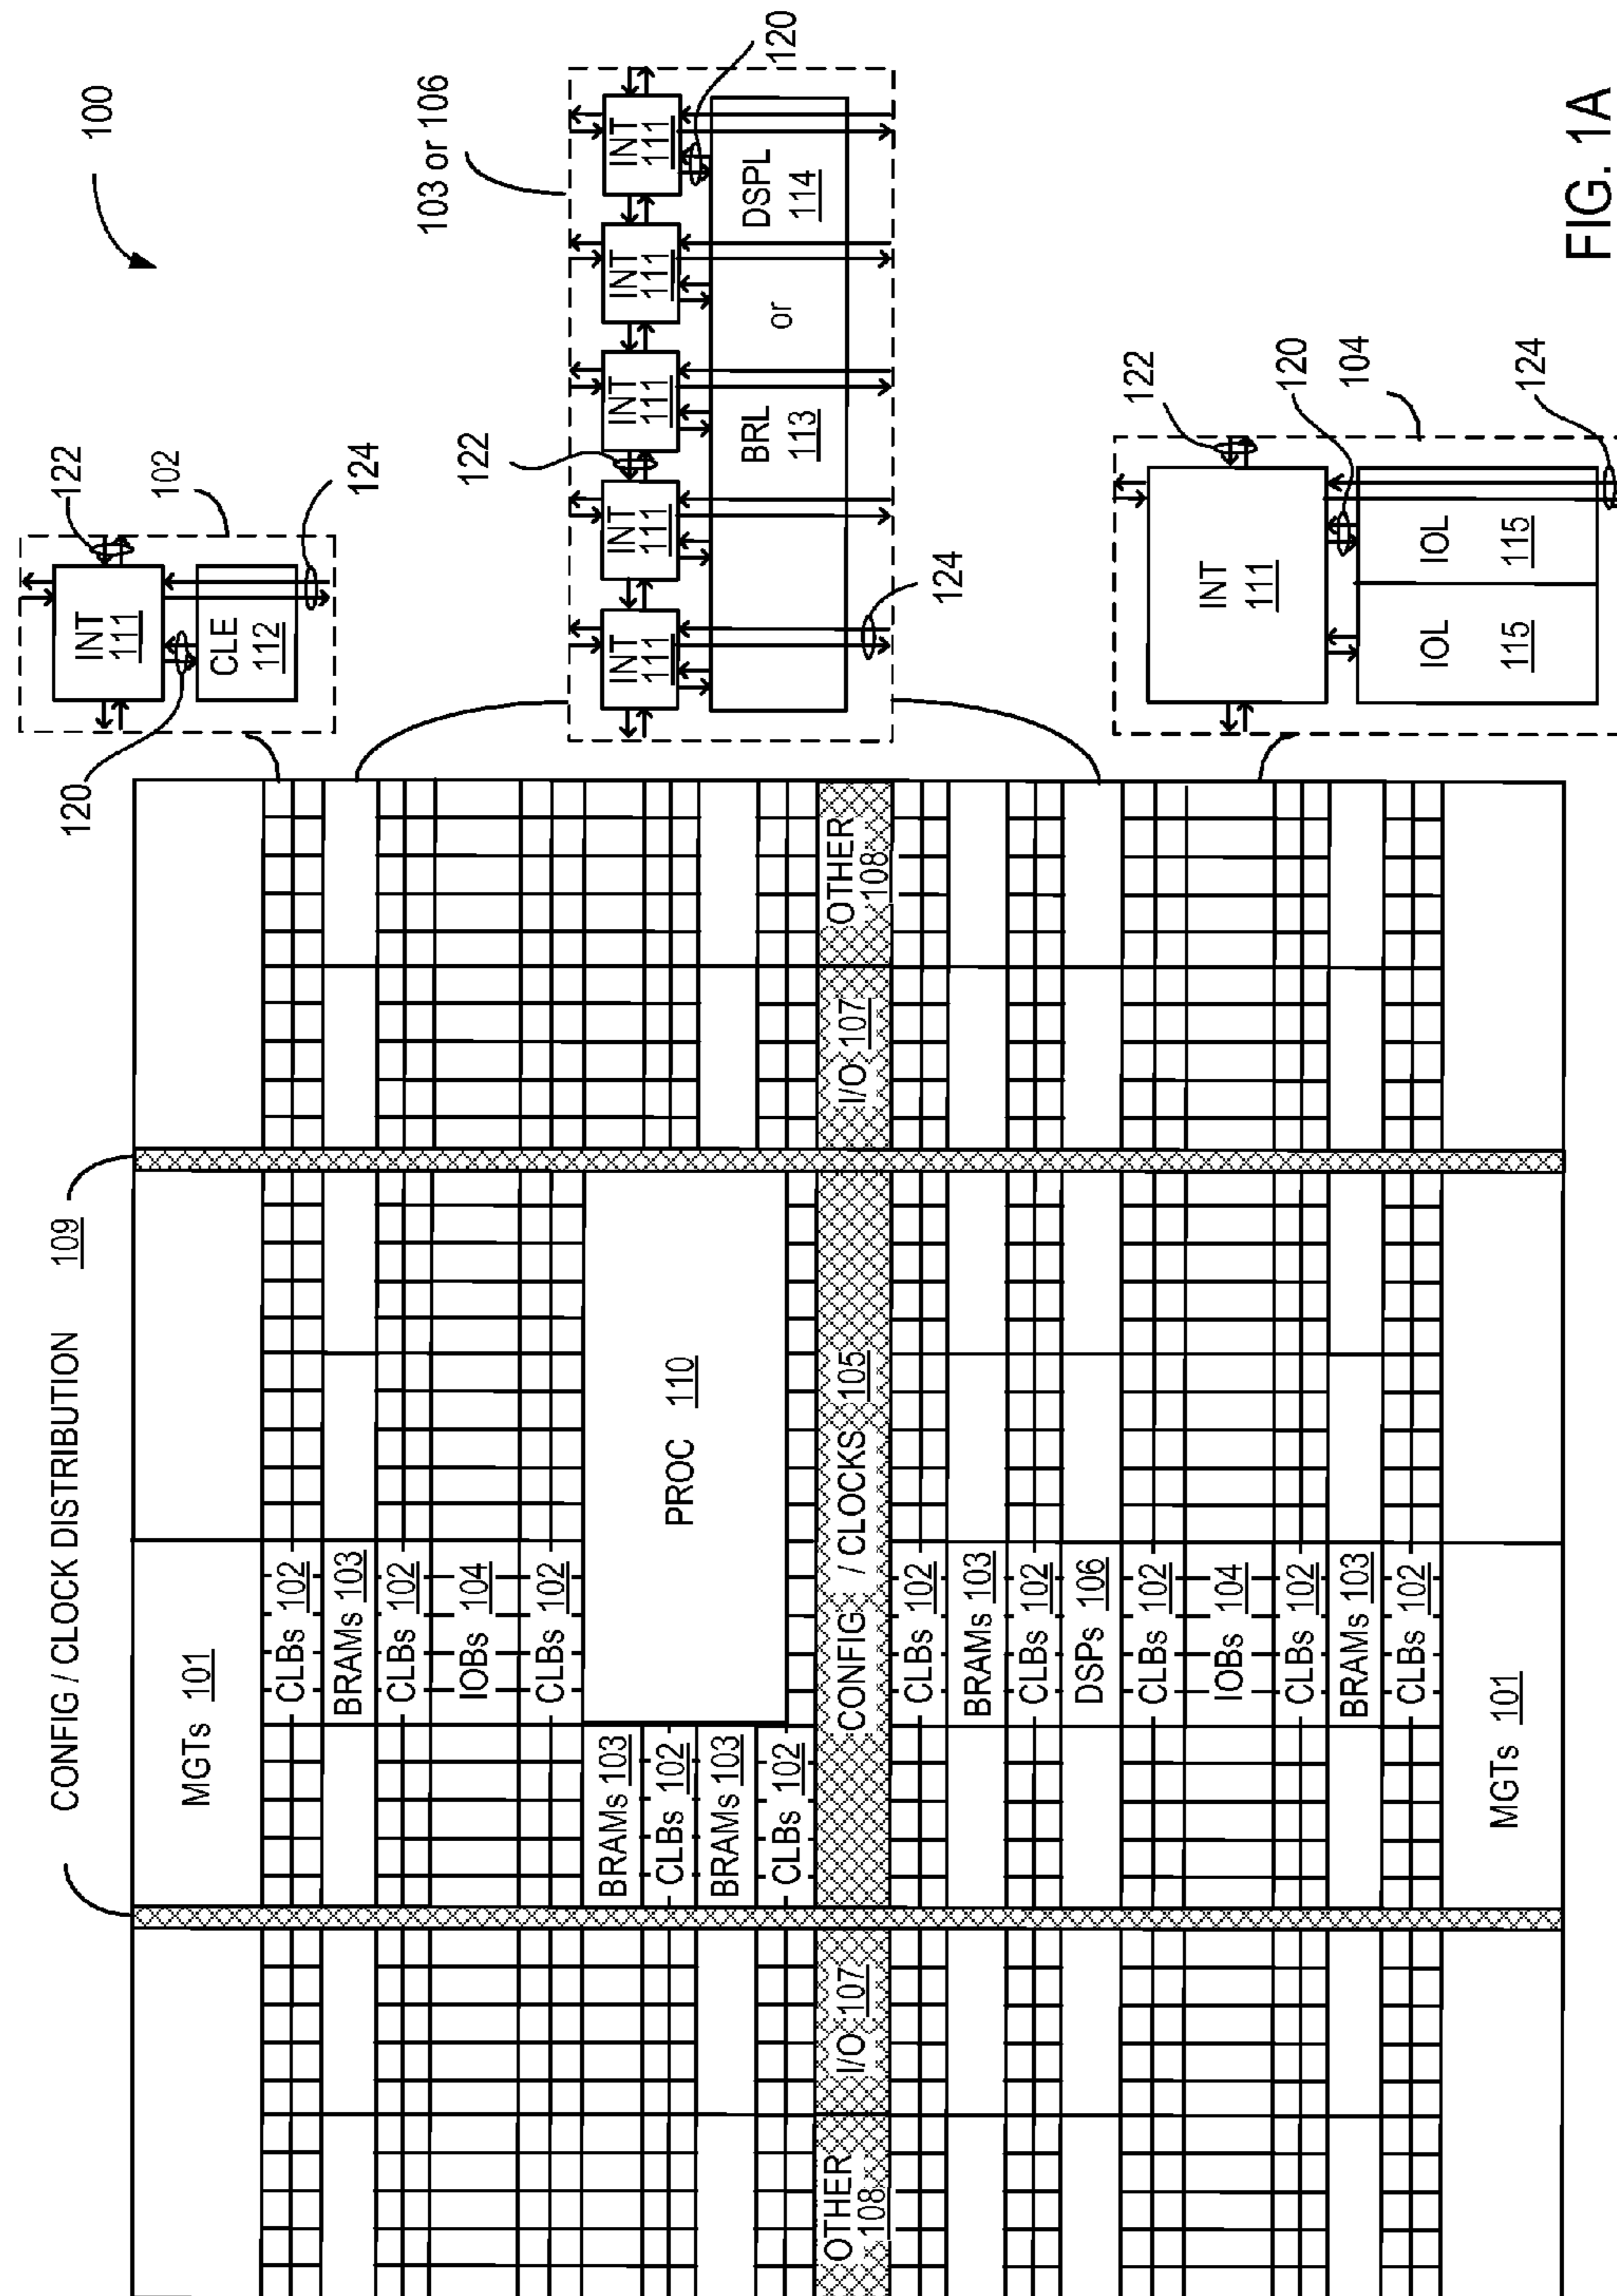 100
CONFIG / CLOCK DISTRIBUTION 109
MGTs 101
CLBs 102
BRAMs 103
CLBs 102
IOBs 104
CLBs 102
BRAMs 103
CLBs 102
BRAMs 103
CLBs 102
PROC 110
OTHER
108
I/O 107
CONFIG / CLOCKS 105
I/O 107
OTHER
108
CLBs 102
BRAMs 103
CLBs 102
DSPs 106
CLBs 102
IOBs 104
CLBs 102
BRAMs 103
CLBs 102
MGTs 101
120
122
102
INT
111
CLE
112
124
103 or 106
INT
111
INT
111
INT
111
INT
111
INT
111
122
120
BRL
113
or
DSPL
114
124
122
INT
111
120
104
IOL
115
IOL
115
124
FIG. 1A